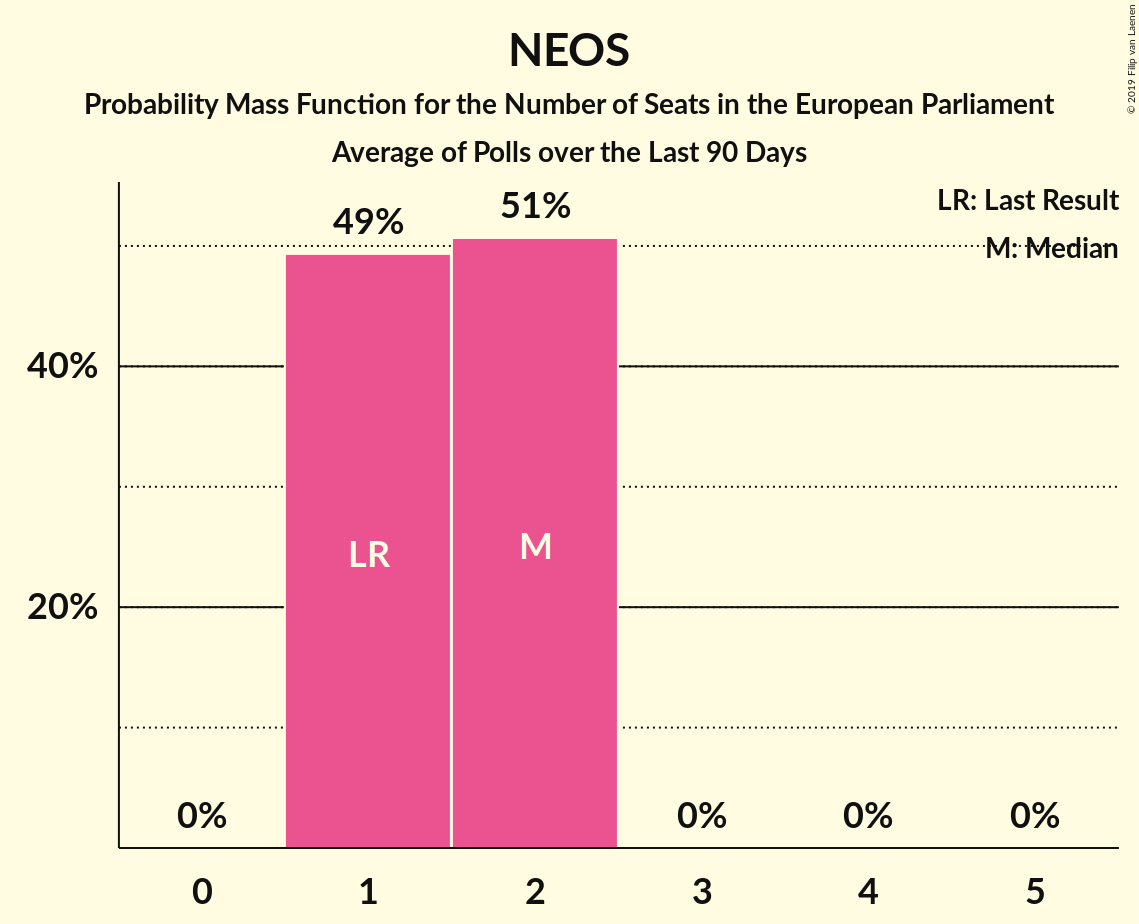 NEOS
Probability Mass Function for the Number of Seats in the European Parliament
Average of Polls over the Last 90 Days
© 2019 Filip van Laenen
LR: Last Result
M: Median
49%
51%
40%
20%
LR
M
0%
0%
0%
0%
0
1
2
3
4
5